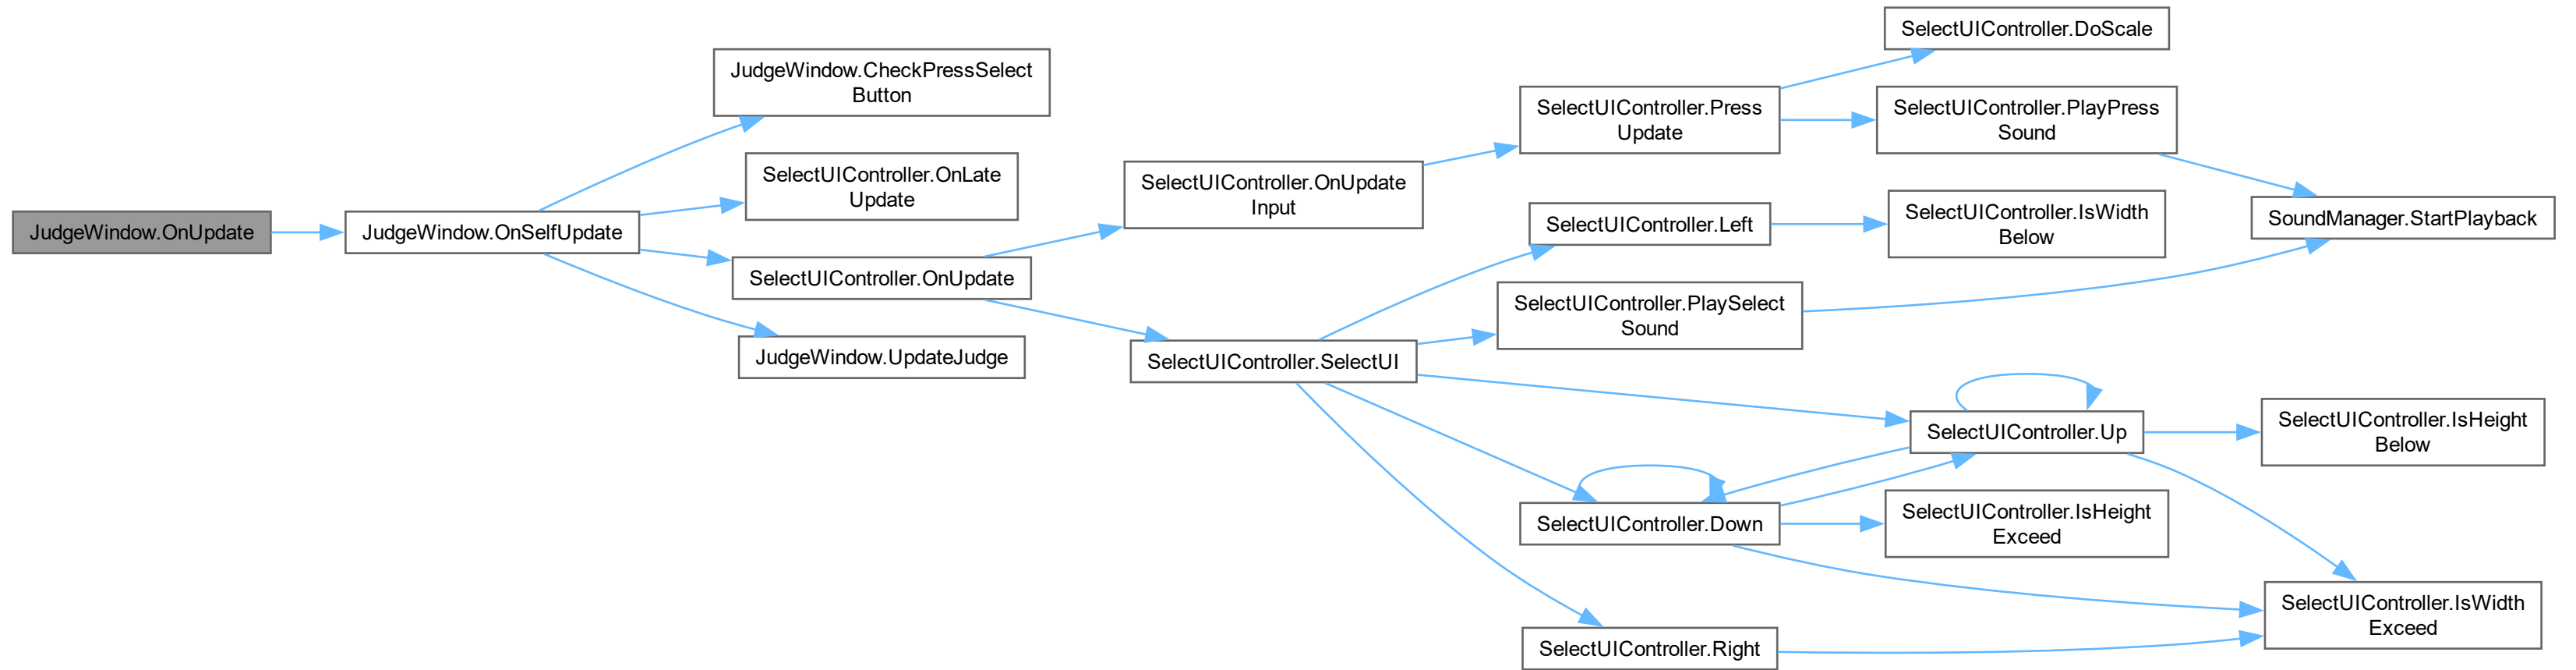 JudgeWindow.OnUpdate
JudgeWindow.OnSelfUpdate
JudgeWindow.CheckPressSelect
Button
SelectUIController.OnLate
Update
SelectUIController.OnUpdate
JudgeWindow.UpdateJudge
SelectUIController.OnUpdate
Input
SelectUIController.SelectUI
SelectUIController.Press
Update
SelectUIController.Left
SelectUIController.PlaySelect
Sound
SelectUIController.Down
SelectUIController.Right
SelectUIController.DoScale
SelectUIController.PlayPress
Sound
SelectUIController.IsWidth
Below
SelectUIController.Up
SelectUIController.IsHeight
Exceed
SoundManager.StartPlayback
SelectUIController.IsHeight
Below
SelectUIController.IsWidth
Exceed